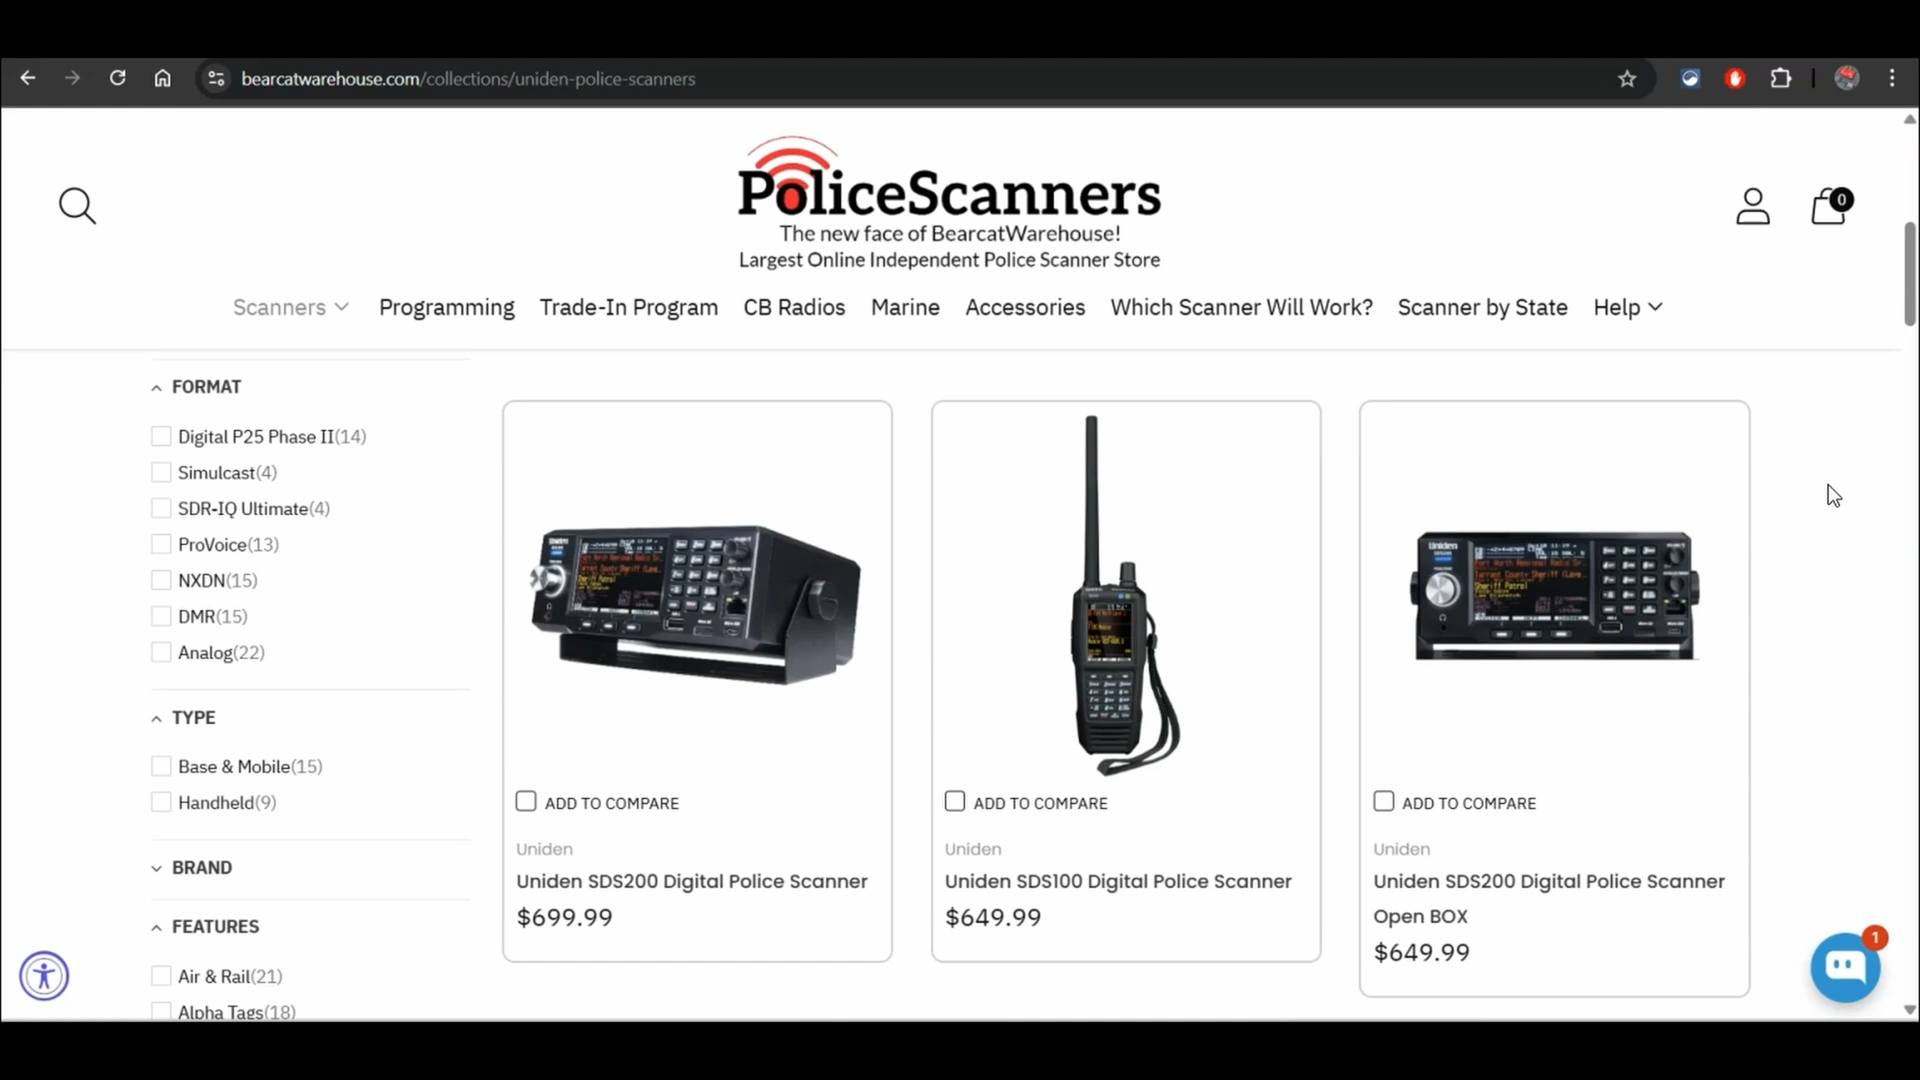 bearcatwarehouse.com/collections/uniden-police-scanners
PoliceScanners
The new face of BearcatWarehouse!
Largest Online Independent Police Scanner Store
0
Scanners
Programming
Trade-In Program
CB Radios
Marine
Accessories
Which Scanner Will Work?
Scanner by State
Help
FORMAT
Digital P25 Phase II(14)
Simulcast(4)
SDR-IQ Ultimate(4)
ProVoice(13)
NXDN(15)
DMR(15)
Analog(22)
TYPE
Base & Mobile(15)
Handheld(9)
BRAND
FEATURES
Air & Rail(21)
Alpha Tags(18)
ADD TO COMPARE
Uniden
Uniden SDS200 Digital Police Scanner
$699.99
ADD TO COMPARE
Uniden
Uniden SDS100 Digital Police Scanner
$649.99
Uniden
Sheriff Patrol
ADD TO COMPARE
Uniden
Uniden SDS200 Digital Police Scanner
Open BOX
$649.99
1